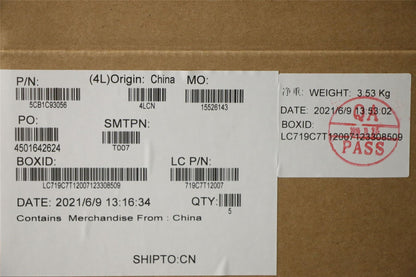 P/N:
(4L)Origin: China
MO:
5CB1C93056
4LCN
15526143
PO:
SMTPN:
4501642624
T007
BOXID:
LC P/N:
LC719C7T12007123308509
719C7T12007
DATE: 2021/6/9 13:16:34
QTY:
5
Contains Merchandise From : China
SHIPTO:CN
净重: WEIGHT: 3.53 Kg
DATE: 2021/6/9 13:53:02
BOXID:
LC719C7T12007123308509
QA
PASS